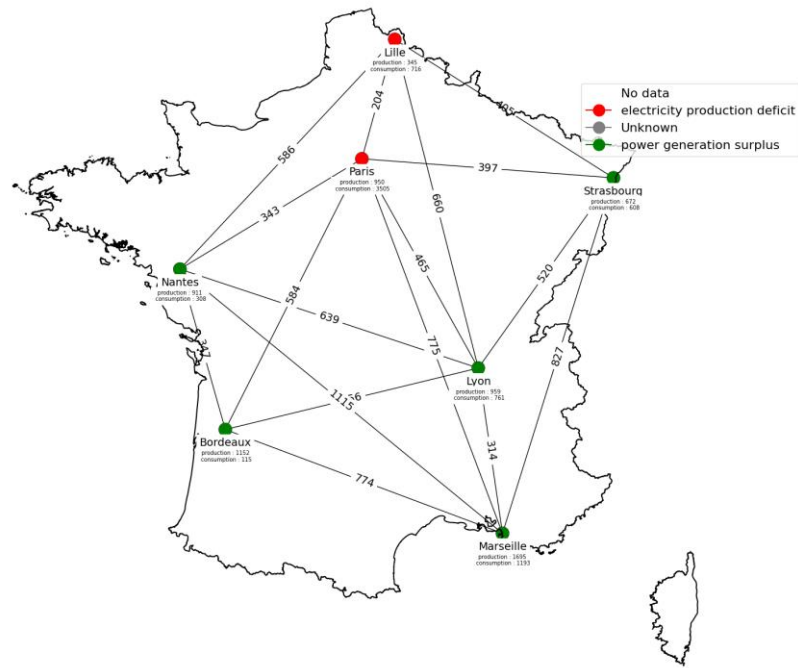 Lille
production : 345
consumption : 716
204
No data
electricity production deficit
Unknown
power generation surplus
586
Paris
production : 950
consumption : 3505
397
Strasbourg
production : 672
consumption : 608
660
343
465
520
Nantes
production : 911
consumption : 308
584
639
775
347
1115
827
Lyon
production : 959
consumption : 761
Bordeaux
production : 1152
consumption : 115
314
774
Marseille
production : 1695
consumption : 1193